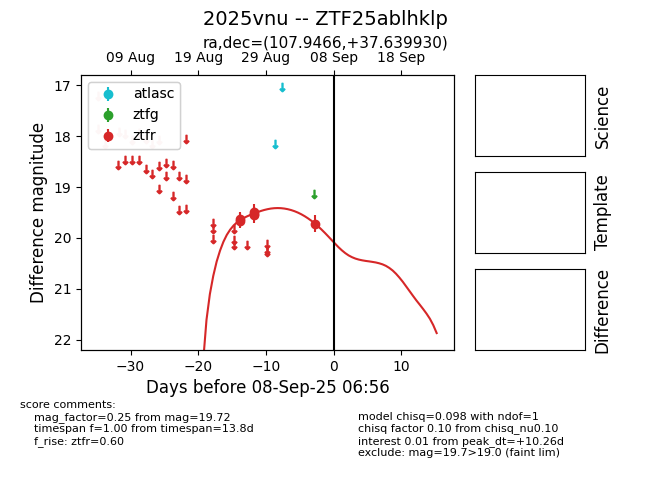 2025vnu -- ZTF25ablhklp
ra,dec=(107.9466,+37.639930)
09 Aug 19 Aug 29 Aug 08 Sep 18 Sep
atlasc
ztfg
ztfr
17
18
19
20
21
22
Difference magnitude
−30 −20 −10 0 10
Days before 08-Sep-25 06:56
Science
Template
Difference
score comments:
mag_factor=0.25 from mag=19.72
timespan f=1.00 from timespan=13.8d
f_rise: ztfr=0.60
model chisq=0.098 with ndof=1
chisq factor 0.10 from chisq_nu0.10
interest 0.01 from peak_dt=+10.26d
exclude: mag=19.7>19.0 (faint lim)